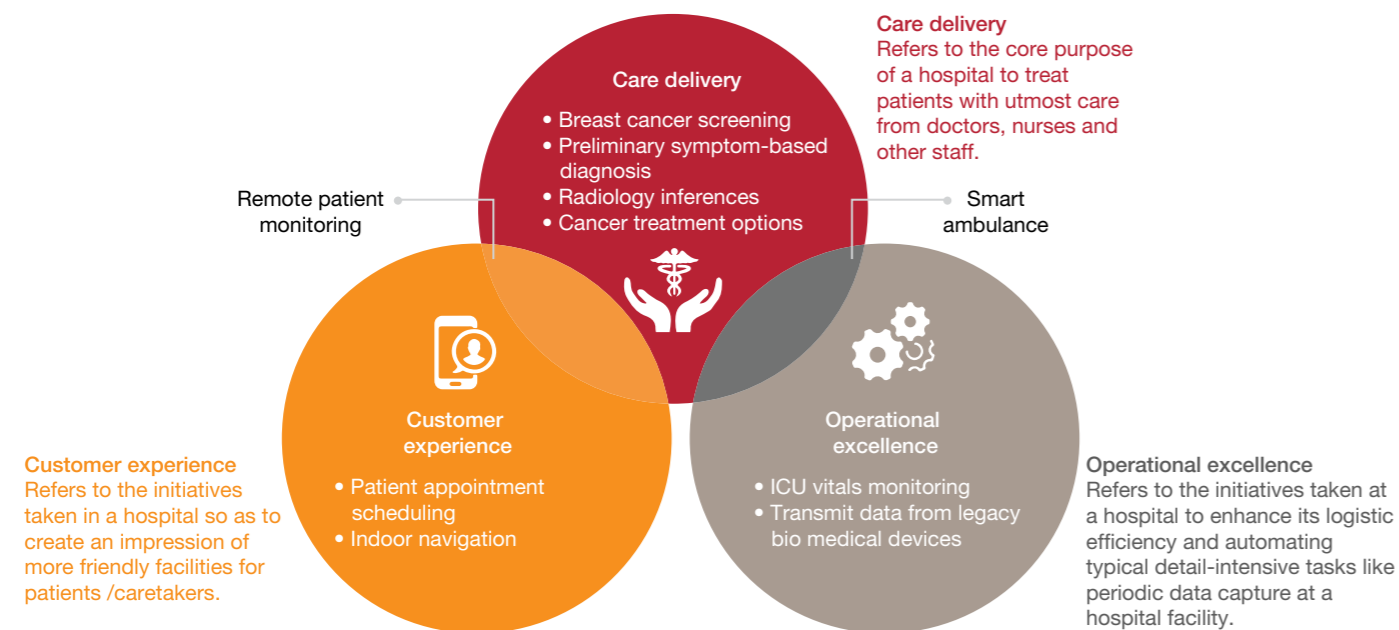 Care delivery
Refers to the core purpose
of a hospital to treat
patients with utmost care
from doctors, nurses and
other staff.
Care delivery
• Breast cancer screening
• Preliminary symptom-based
diagnosis
• Radiology inferences
• Cancer treatment options
Remote patient
monitoring
Smart
ambulance
Customer
experience
• Patient appointment
scheduling
• Indoor navigation
Operational
excellence
• ICU vitals monitoring
• Transmit data from legacy
bio medical devices
Customer experience
Refers to the initiatives
taken in a hospital so as to
create an impression of
more friendly facilities for
patients /caretakers.
Operational excellence
Refers to the initiatives taken at
a hospital to enhance its logistic
efficiency and automating
typical detail-intensive tasks like
periodic data capture at a
hospital facility.